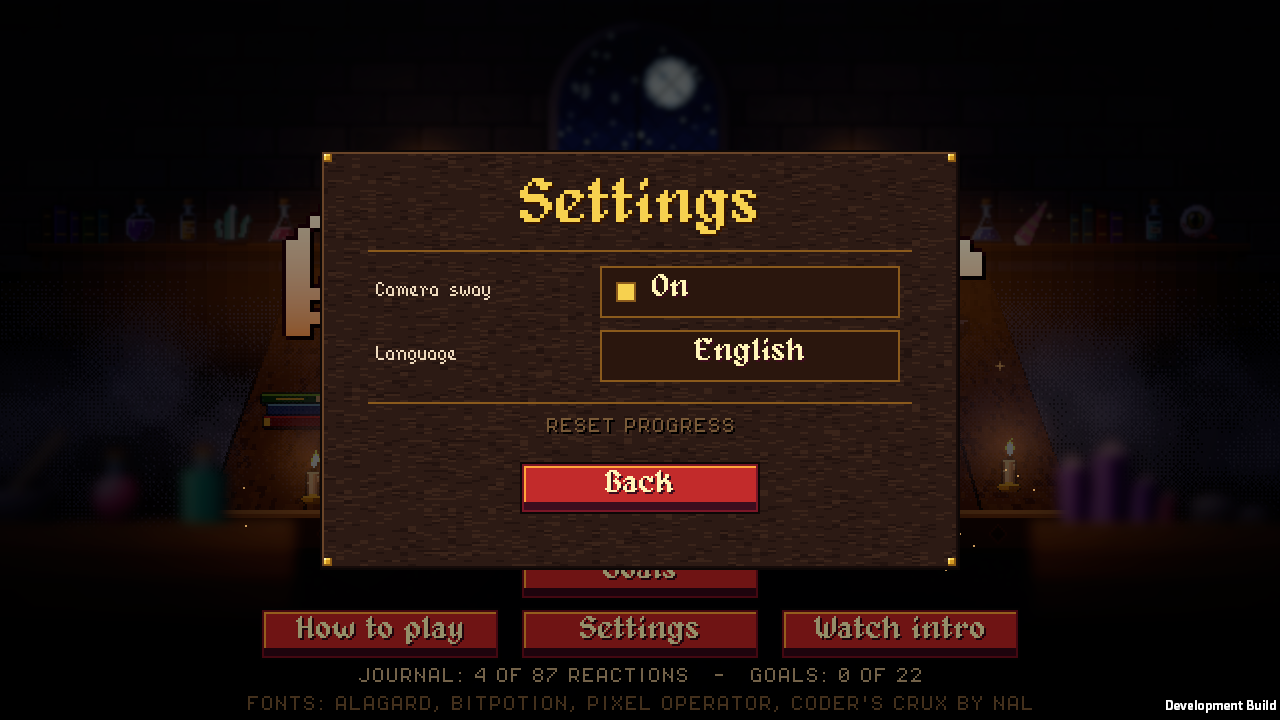 Settings
Camera sway
On
Language
English
RESET PROGRESS
Back
Goals
How to play
Settings
Watch intro
JOURNAL: 4 OF 87 REACTIONS - GOALS: 0 OF 22
FONTS: ALAGARD, BITPOTION, PIXEL OPERATOR, CODER'S CRUX BY NAL
Development Build